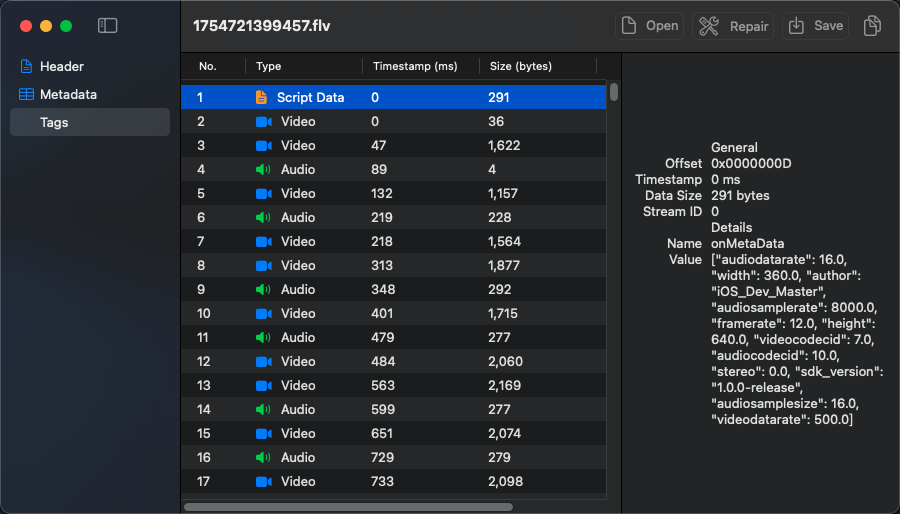 1754721399457.flv
Open
Repair
Save
Header
Metadata
Tags
No. Type Timestamp (ms) Size (bytes)
1 Script Data 0 291
2 Video 0 36
3 Video 47 1,622
4 Audio 89 4
5 Video 132 1,157
6 Audio 219 228
7 Video 218 1,564
8 Video 313 1,877
9 Audio 348 292
10 Video 401 1,715
11 Audio 479 277
12 Video 484 2,060
13 Video 563 2,169
14 Audio 599 277
15 Video 651 2,074
16 Audio 729 279
17 Video 733 2,098
General
Offset 0x0000000D
Timestamp 0 ms
Data Size 291 bytes
Stream ID 0
Details
Name onMetaData
Value ["audiodatarate": 16.0,
"width": 360.0, "author":
"iOS_Dev_Master",
"audiosamplerate": 8000.0,
"framerate": 12.0, "height":
640.0, "videocodecid": 7.0,
"audiocodecid": 10.0,
"stereo": 0.0, "sdk_version":
"1.0.0-release",
"audiosamplesize": 16.0,
"videodatarate": 500.0]